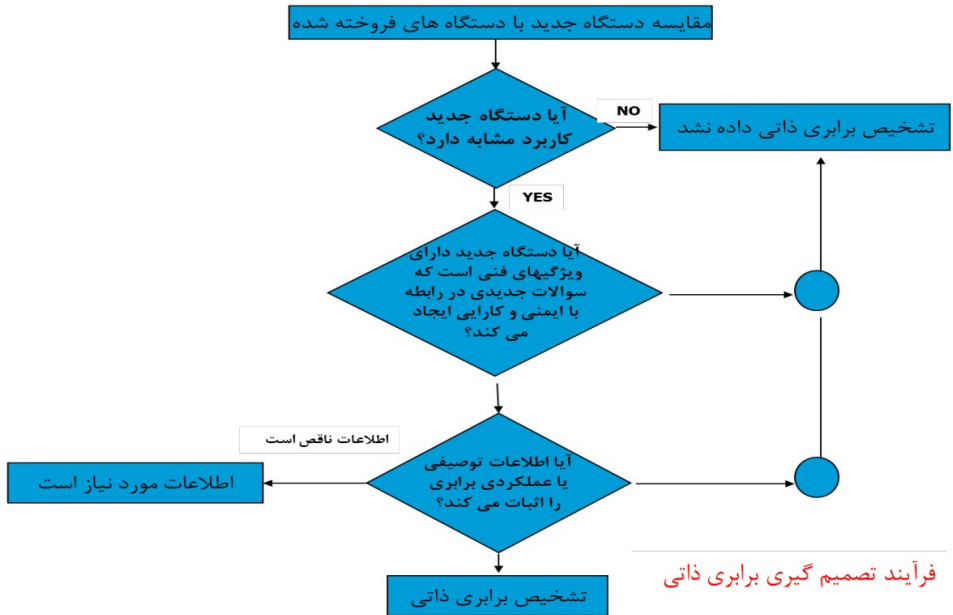 مقایسه دستگاه جدید با دستگاه های فروخته شده
آیا دستگاه جدید
کاربرد مشابه دارد؟
NO
تشخیص برابری ذاتی داده نشد
YES
آیا دستگاه جدید دارای
ویژگیهای فنی است که
سوالات جدیدی در رابطه
با ایمنی و کارایی ایجاد
می کند؟
اطلاعات ناقص است
آیا اطلاعات توصیفی
یا عملکردی برابری
را اثبات می کند؟
اطلاعات مورد نیاز است
تشخیص برابری ذاتی
فرآیند تصمیم گیری برابری ذاتی